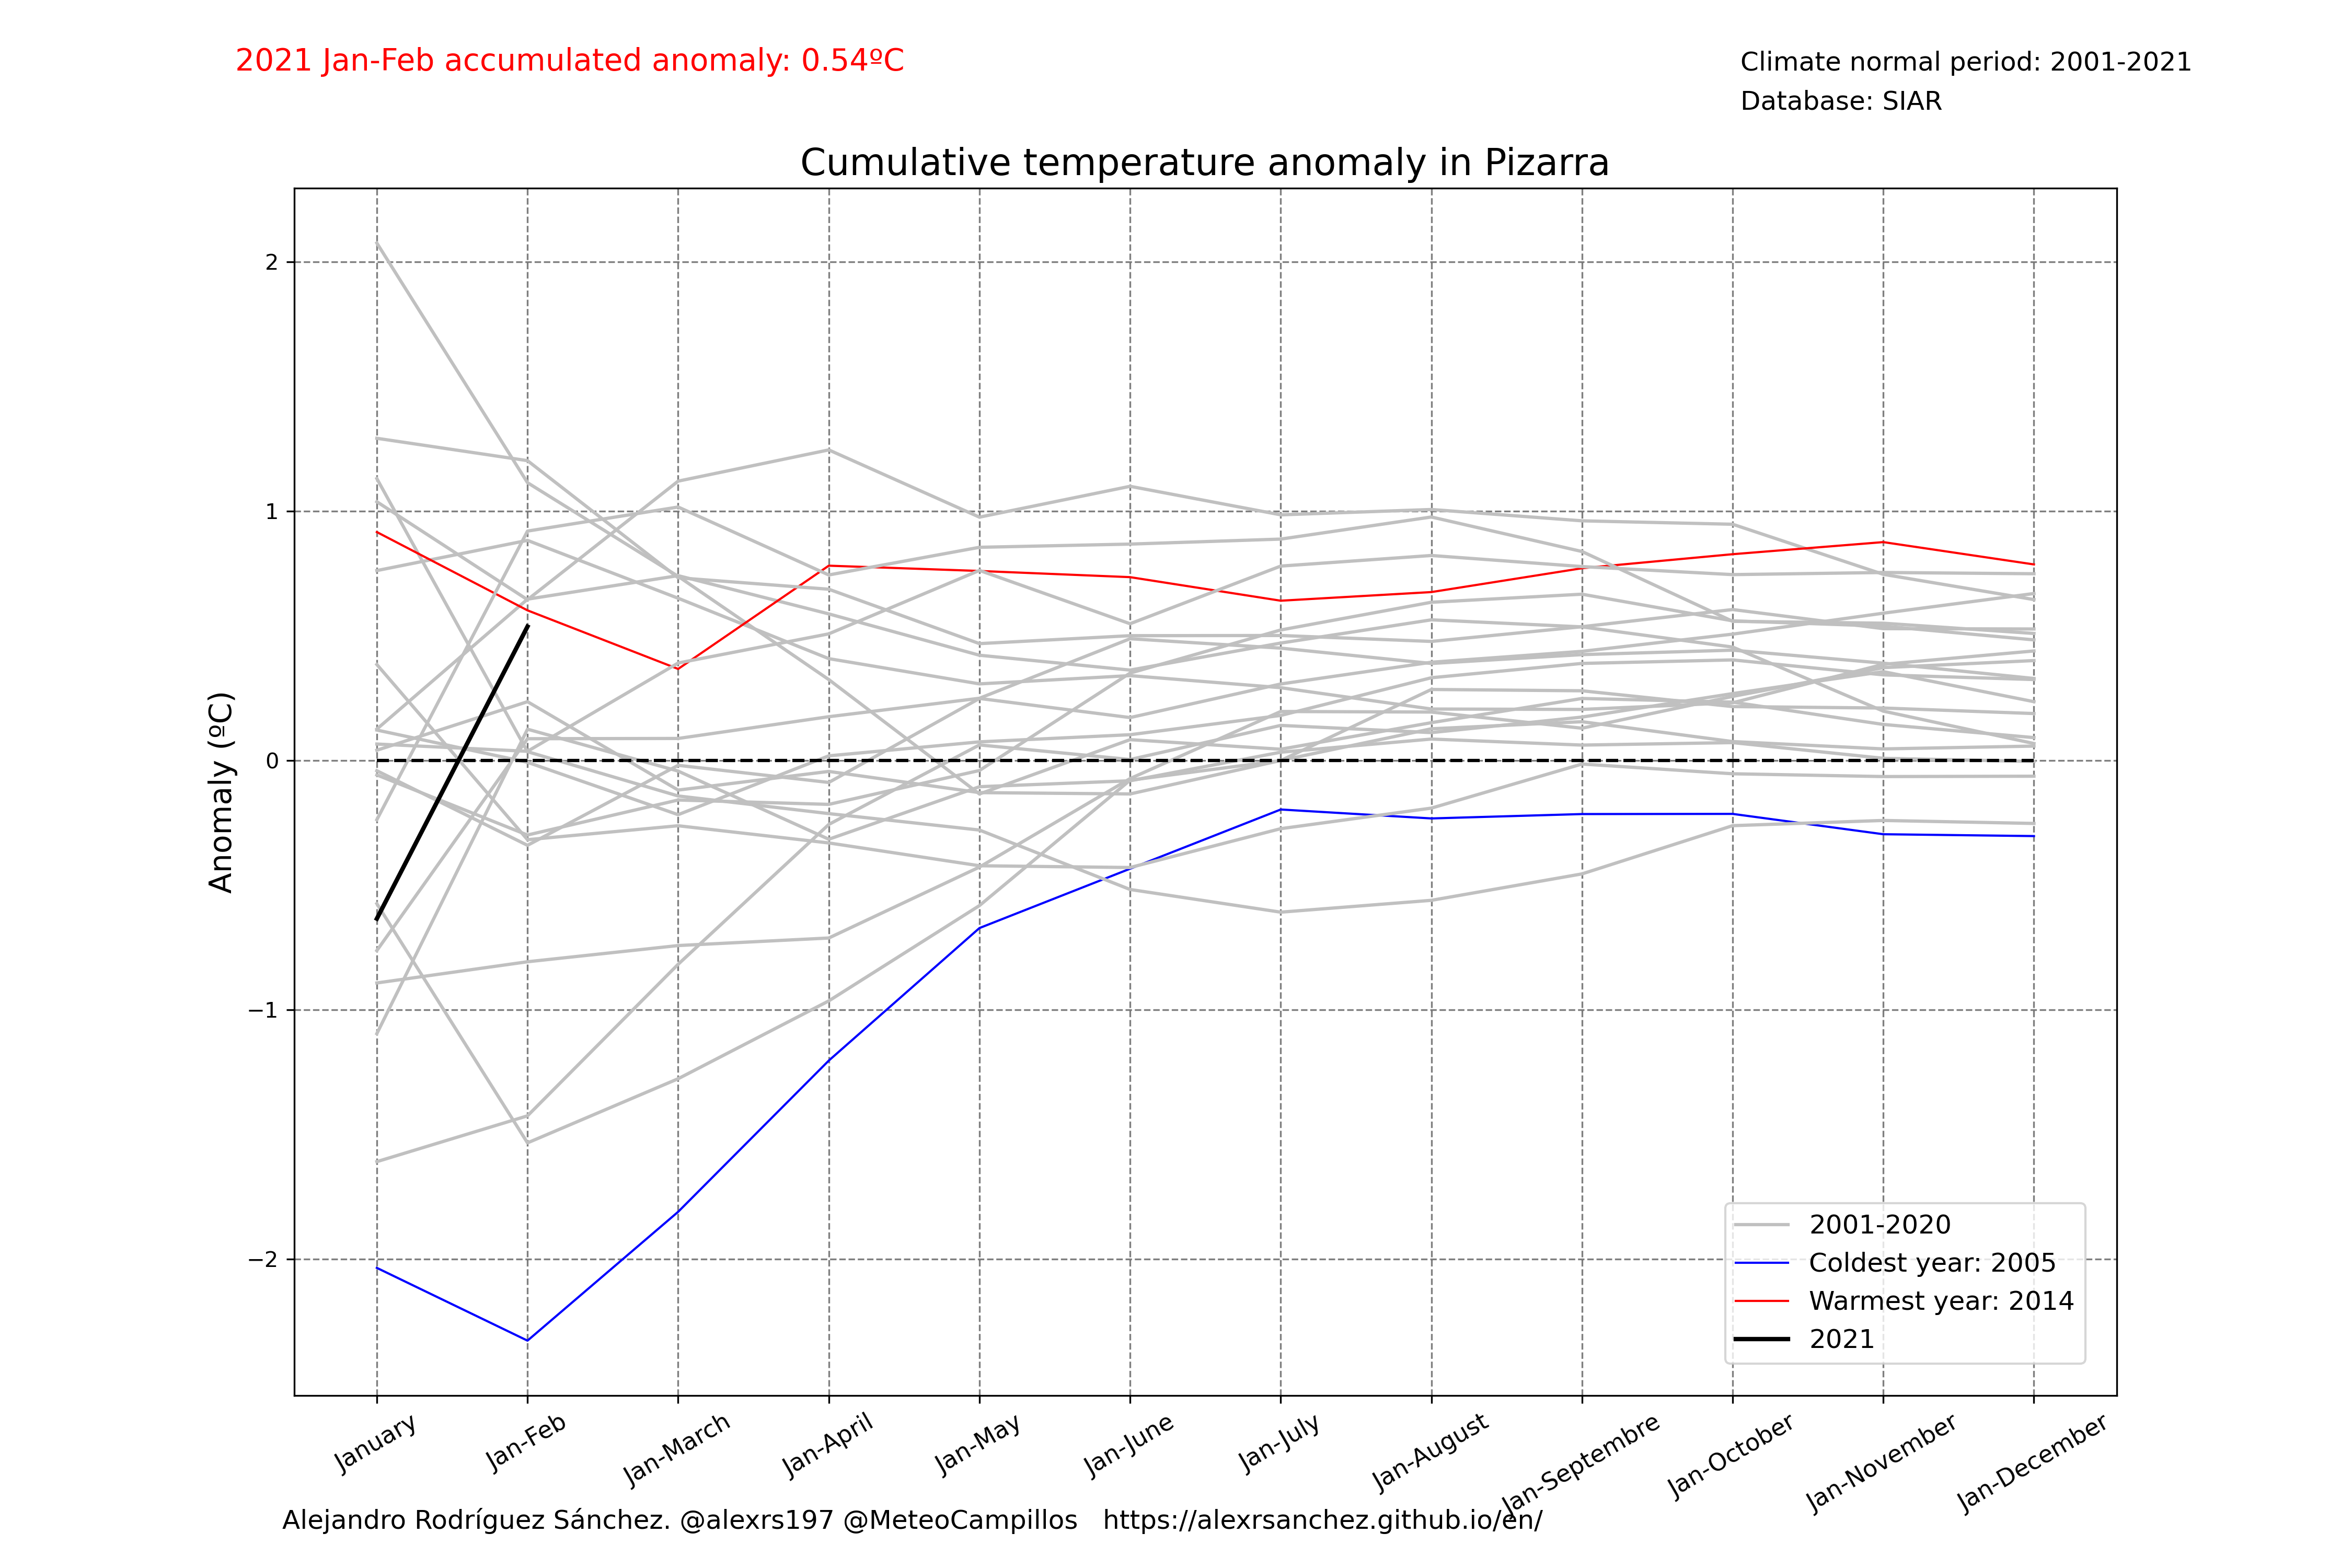 2021 Jan-Feb accumulated anomaly: 0.54ºC
Climate normal period: 2001-2021
Database: SIAR
Cumulative temperature anomaly in Pizarra
Anomaly (ºC)
2
1
0
−1
−2
2001-2020
Coldest year: 2005
Warmest year: 2014
2021
January
Jan-Feb
Jan-March
Jan-April
Jan-May
Jan-June
Jan-July
Jan-August
Jan-Septembre
Jan-October
Jan-November
Jan-December
Alejandro Rodríguez Sánchez. @alexrs197 @MeteoCampillos https://alexrsanchez.github.io/en/